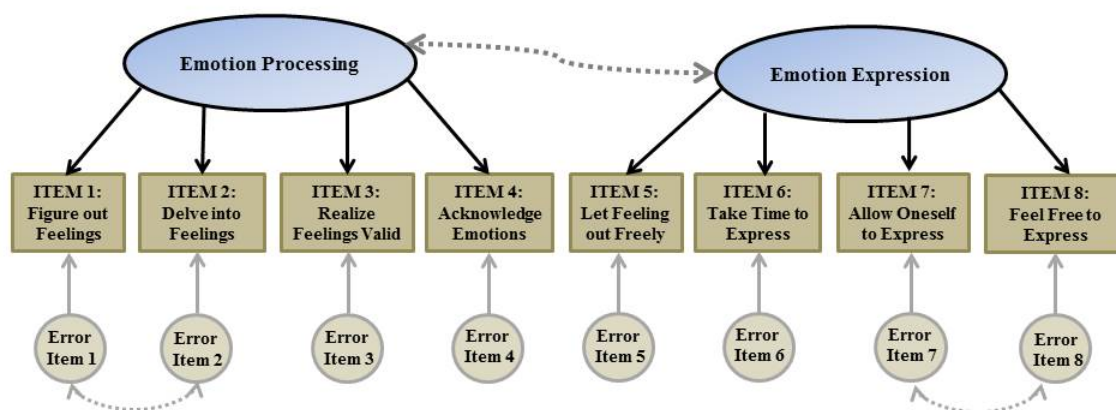 Emotion Processing
Emotion Expression
ITEM 1:
Figure out
Feelings
ITEM 2:
Delve into
Feelings
ITEM 3:
Realize
Feelings Valid
ITEM 4:
Acknowledge
Emotions
ITEM 5:
Let Feeling
out Freely
ITEM 6:
Take Time to
Express
ITEM 7:
Allow Oneself
to Express
ITEM 8:
Feel Free to
Express
Error
Item 1
Error
Item 2
Error
Item 3
Error
Item 4
Error
Item 5
Error
Item 6
Error
Item 7
Error
Item 8